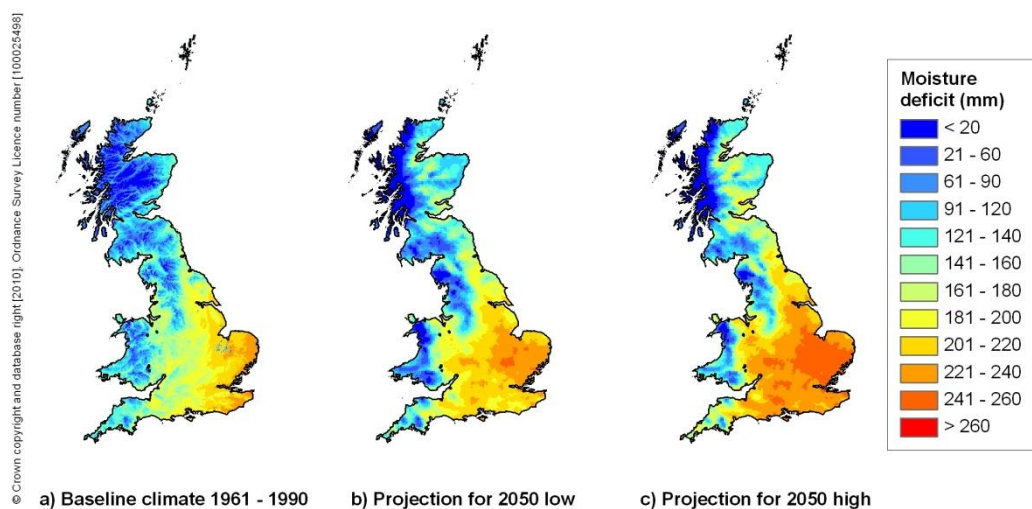 © Crown copyright and database right [2010]. Ordnance Survey Licence number [100025498]
Moisture
deficit (mm)
< 20
21 - 60
61 - 90
91 - 120
121 - 140
141 - 160
161 - 180
181 - 200
201 - 220
221 - 240
241 - 260
> 260
a) Baseline climate 1961 - 1990
b) Projection for 2050 low
c) Projection for 2050 high